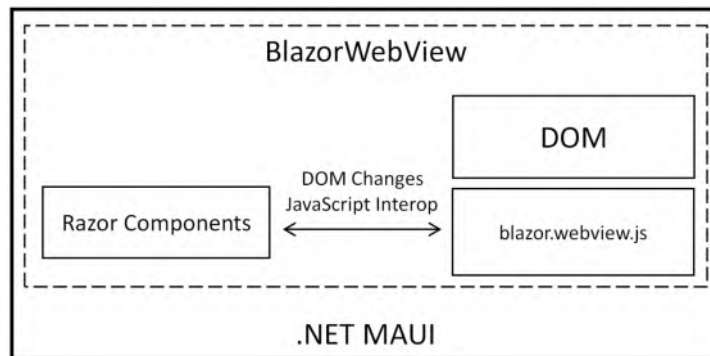 BlazorWebView
DOM
DOM Changes
JavaScript Interop
Razor Components
blazor.webview.js
.NET MAUI